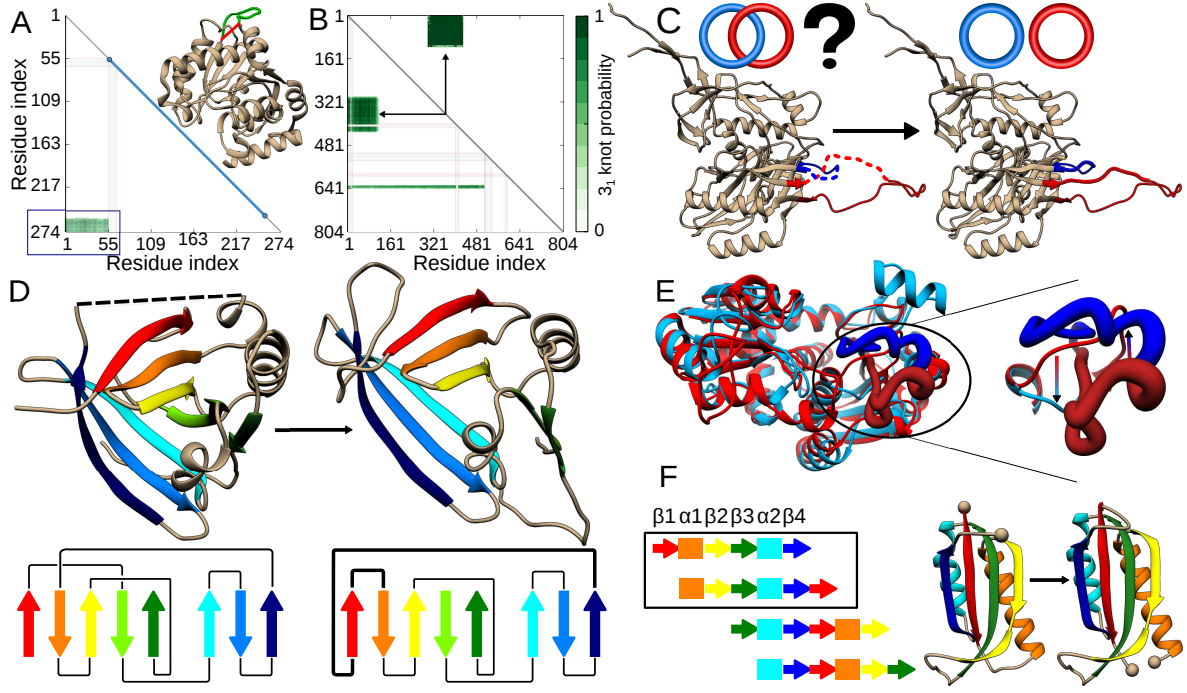 A
Residue index
1
55
109
163
217
274
1
55
109
163
217
274
Residue index
B
1
161
321
481
641
804
1
161
321
481
641
804
Residue index
1
0
3₁ knot probability
C
?
D
E
F
β1 α1 β2 β3 α2 β4